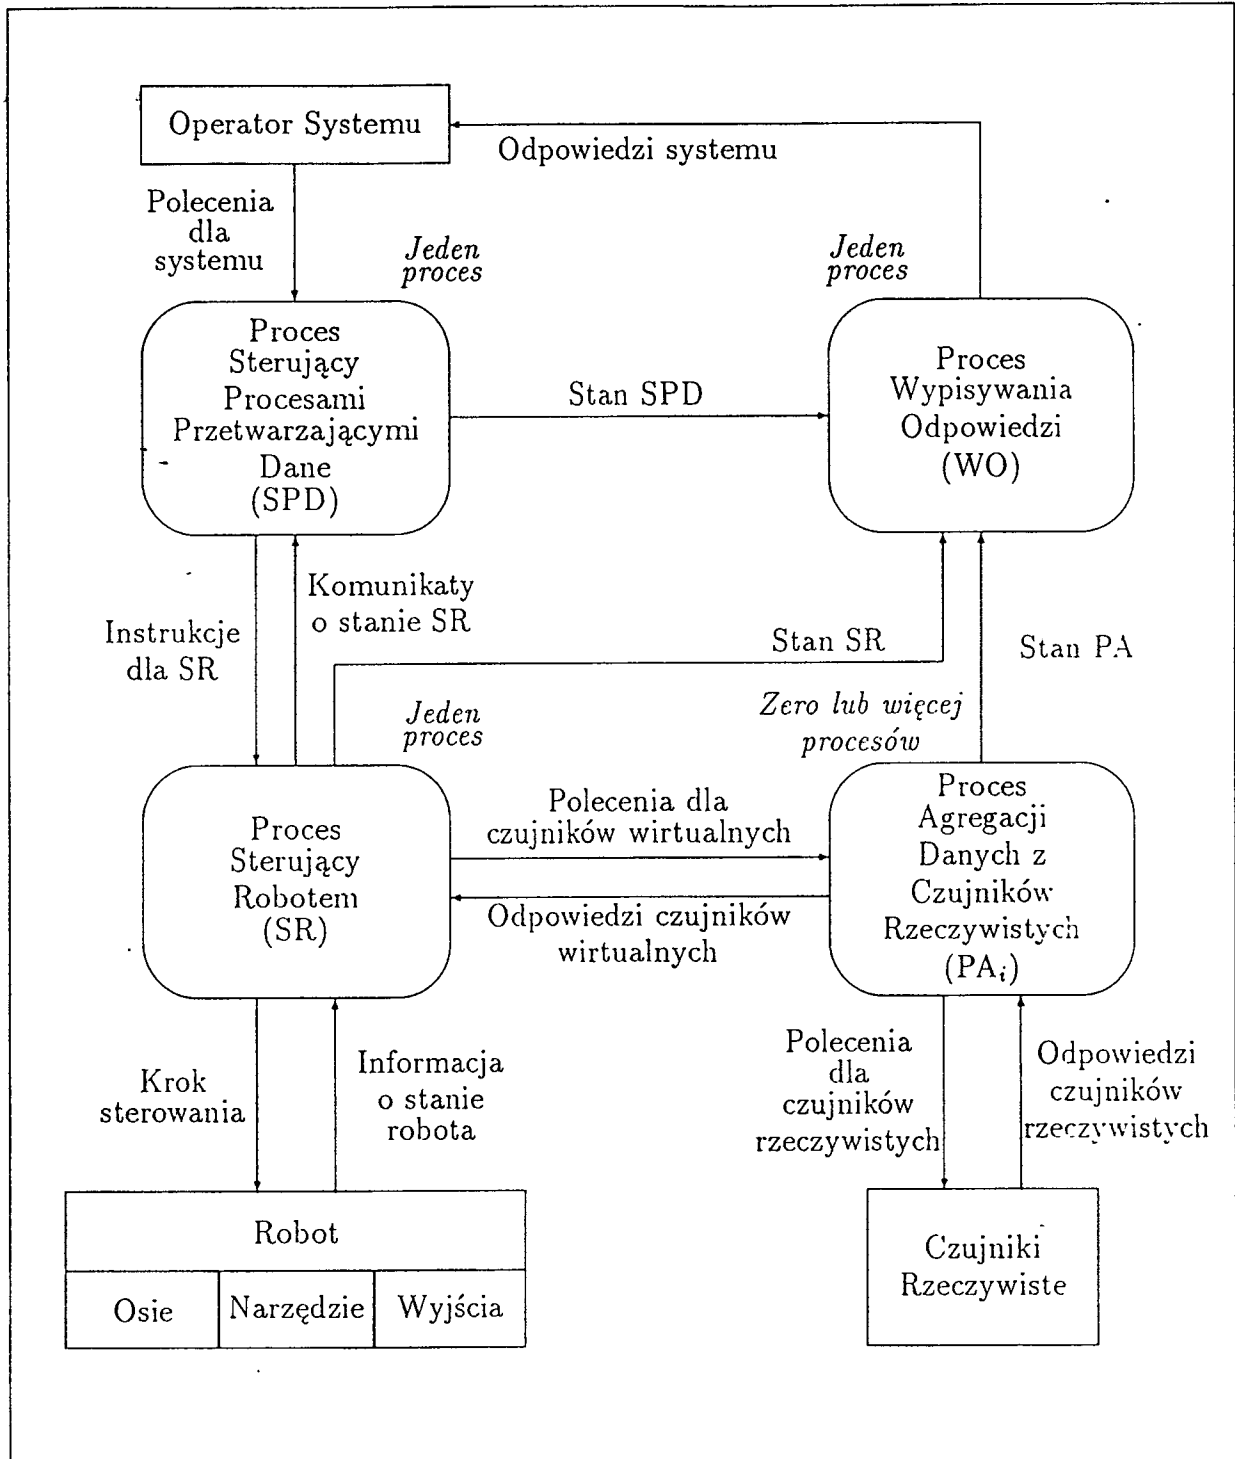 Operator Systemu
Odpowiedzi systemu
Polecenia
dla
systemu
Jeden
proces
Jeden
proces
Proces
Sterujący
Procesami
Przetwarzającymi
Dane
(SPD)
Stan SPD
Proces
Wypisywania
Odpowiedzi
(WO)
Instrukcje
dla SR
Komunikaty
o stanie SR
Stan SR
Stan PA
Jeden
proces
Zero lub więcej
procesów
Proces
Sterujący
Robotem
(SR)
Polecenia dla
czujników wirtualnych
Odpowiedzi czujników
wirtualnych
Proces
Agregacji
Danych z
Czujników
Rzeczywistych
(PAi)
Krok
sterowania
Informacja
o stanie
robota
Polecenia
dla
czujników
rzeczywistych
Odpowiedzi
czujników
rzeczywistych
Robot
Osie
Narzędzie
Wyjścia
Czujniki
Rzeczywiste